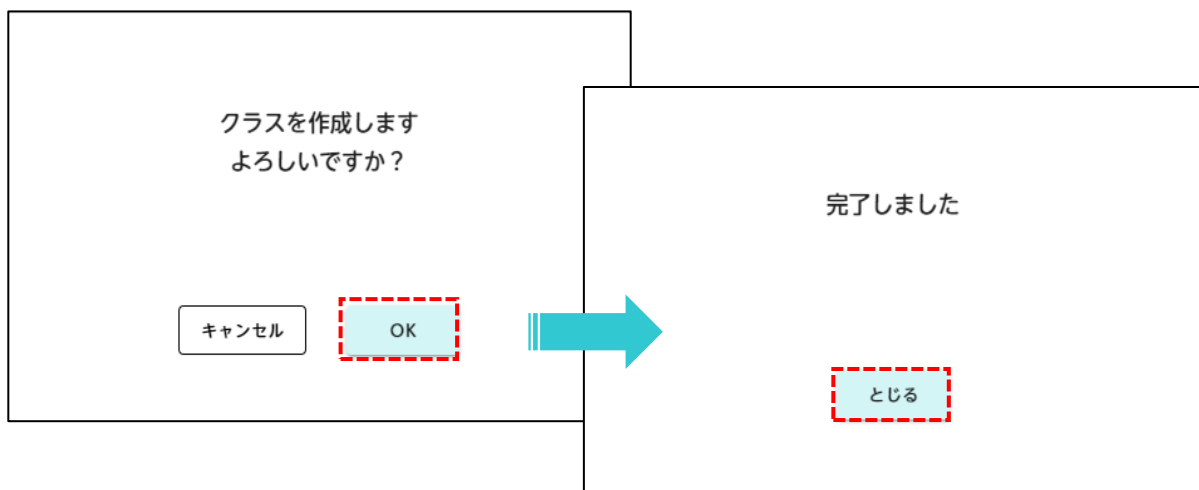 クラスを作成します
よろしいですか？
キャンセル
OK
完了しました
とじる